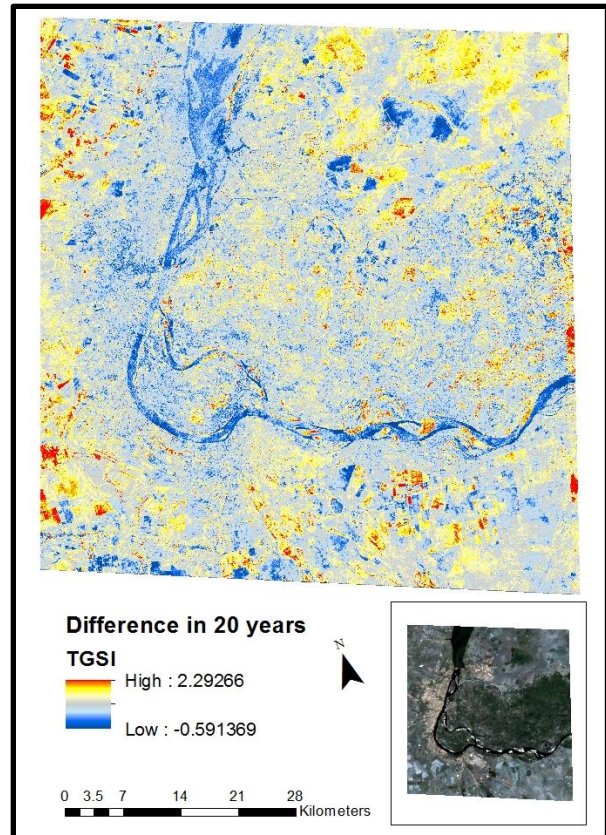 Difference in 20 years
TGSI
High : 2.29266
Low : -0.591369
N
0 3.5 7 14 21 28
Kilometers